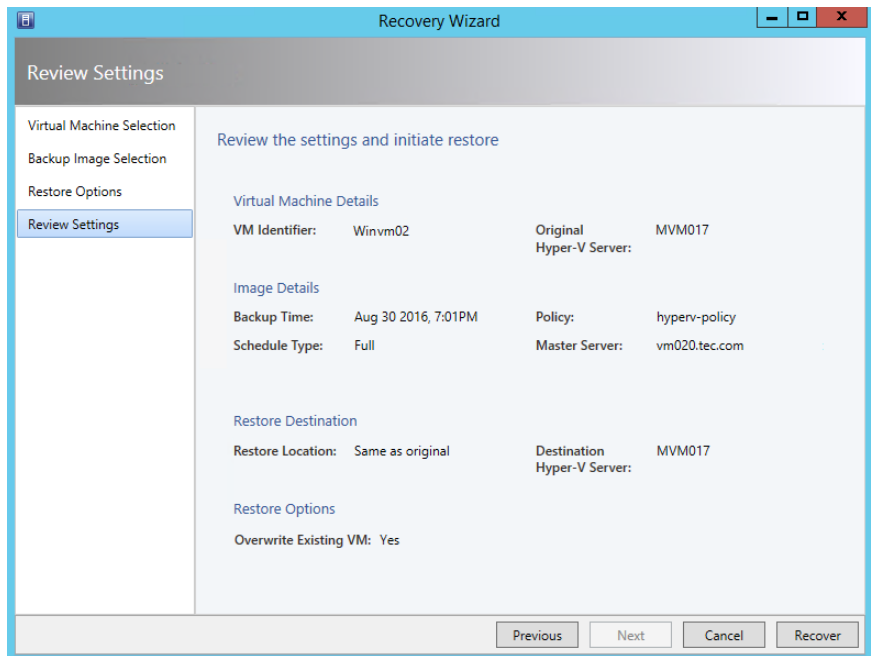 Recovery Wizard
Review Settings
Virtual Machine Selection
Backup Image Selection
Restore Options
Review Settings
Review the settings and initiate restore
Virtual Machine Details
VM Identifier: Winvm02 Original Hyper-V Server: MVM017
Image Details
Backup Time: Aug 30 2016, 7:01PM Policy: hyperv-policy
Schedule Type: Full Master Server: vm020.tec.com
Restore Destination
Restore Location: Same as original Destination Hyper-V Server: MVM017
Restore Options
Overwrite Existing VM: Yes
Previous Next Cancel Recover